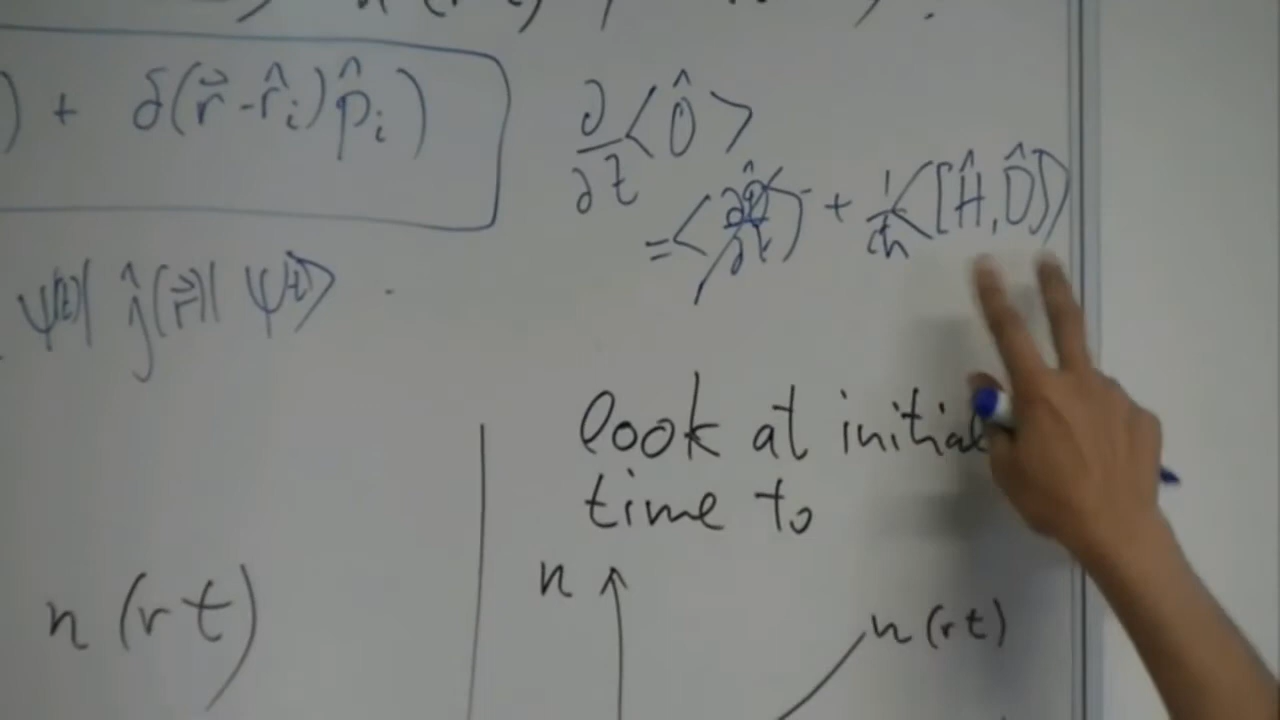 ) + δ(r⃗ - r̂ᵢ) p̂ᵢ )
∂/∂t ⟨Ô⟩
= ⟨∂Ô/∂t⟩ + 1/iħ ⟨[Ĥ, Ô]⟩
ψ(t)| ĵ(r⃗)| ψ(t)⟩ .
look at initial
time t₀
n
n (r t)
n (r t)